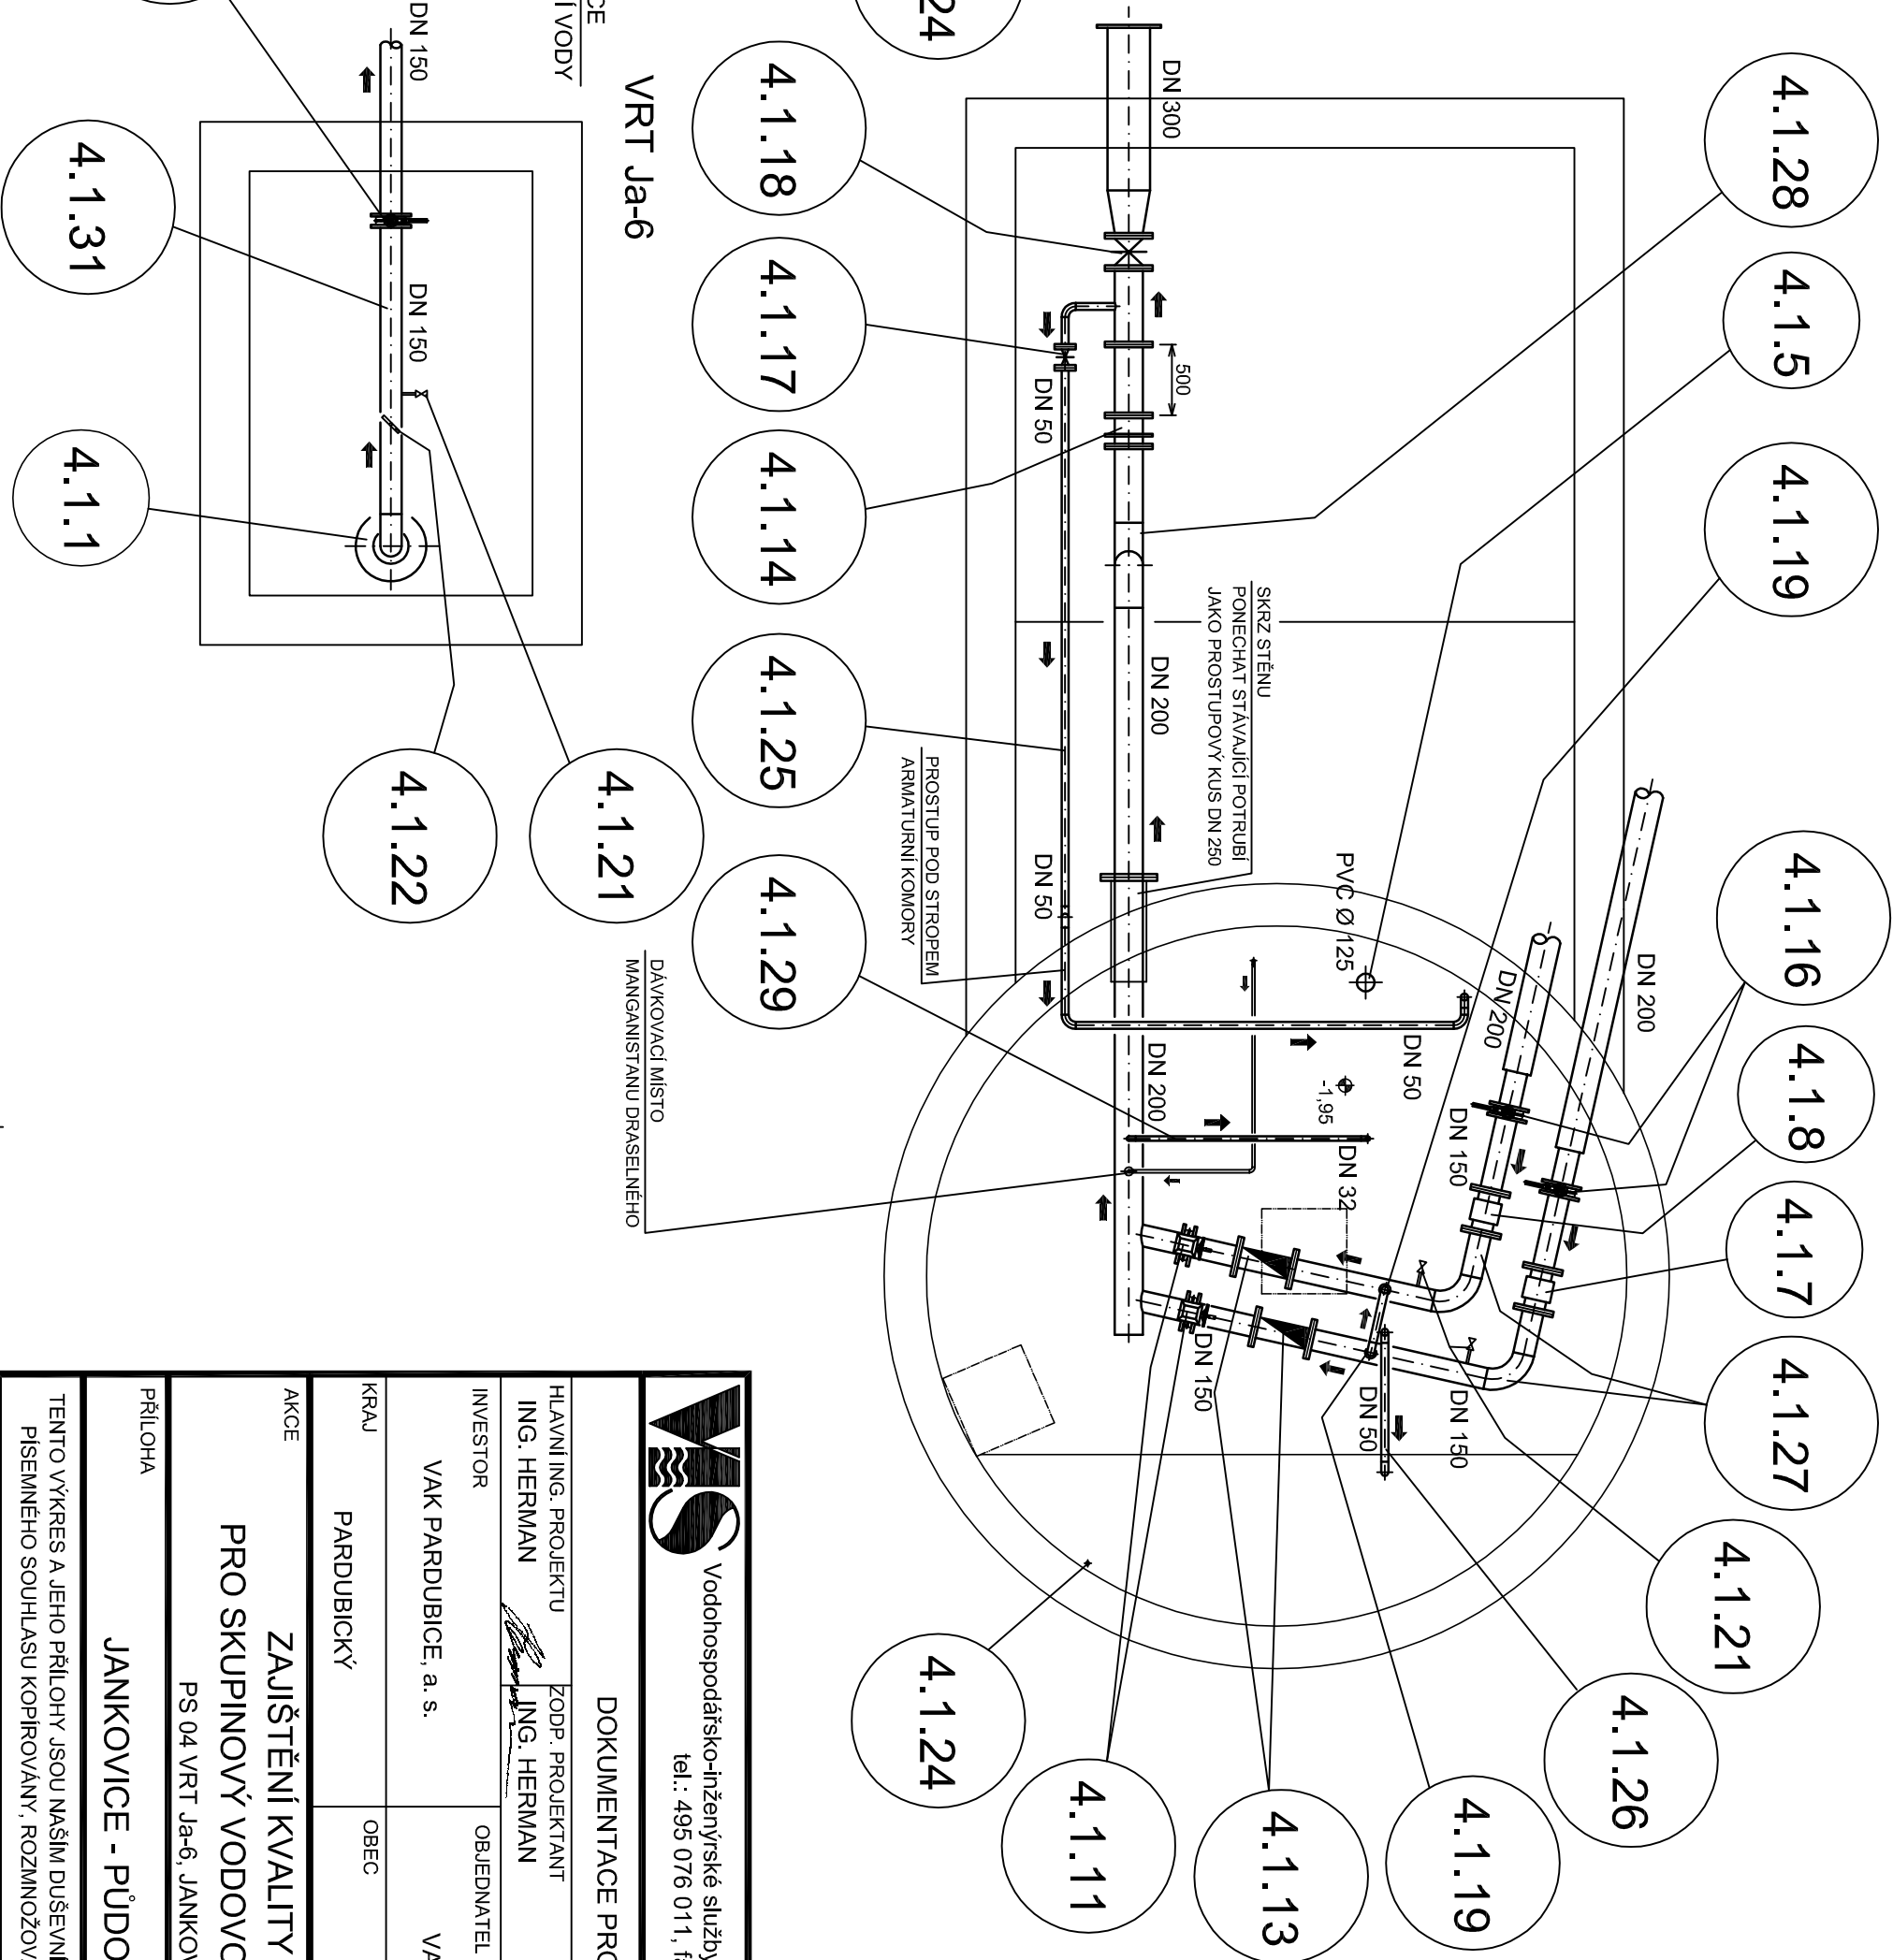 4.1.28
4.1.5
4.1.19
4.1.16
4.1.8
4.1.7
4.1.27
4.1.21
4.1.26
4.1.19
4.1.13
4.1.11
4.1.24
24
DN 300
500
DN 50
DN 200
SKRZ STĚNU
PONECHAT STÁVAJÍCÍ POTRUBÍ
JAKO PROSTUPOVÝ KUS DN 250
PVC Ø 125
DN 200
DN 200
DN 50
-1,95
DN 150
DN 32
DN 200
DN 50
DN 150
DN 50
DN 150
PROSTUP POD STROPEM
ARMATURNÍ KOMORY
4.1.18
4.1.17
4.1.14
4.1.25
4.1.29
DÁVKOVACÍ MÍSTO
MANGANISTANU DRASELNÉHO
VRT Ja-6
CE
Í VODY
DN 150
DN 150
4.1.31
4.1.1
4.1.22
4.1.21
VIS
Vodohospodářsko-inženýrské služby
tel.: 495 076 011, f
DOKUMENTACE PRO
HLAVNÍ ING. PROJEKTU
ING. HERMAN
ZODP. PROJEKTANT
ING. HERMAN
INVESTOR
VAK PARDUBICE, a. s.
OBJEDNATEL
VA
KRAJ
PARDUBICKÝ
OBEC
AKCE
ZAJIŠTĚNÍ KVALITY
PRO SKUPINOVÝ VODOVO
PS 04 VRT Ja-6, JANKOV
PŘÍLOHA
JANKOVICE - PŮDO
TENTO VÝKRES A JEHO PŘÍLOHY JSOU NAŠÍM DUŠEVNÍ
PÍSEMNÉHO SOUHLASU KOPÍROVÁNY, ROZMNOŽOV